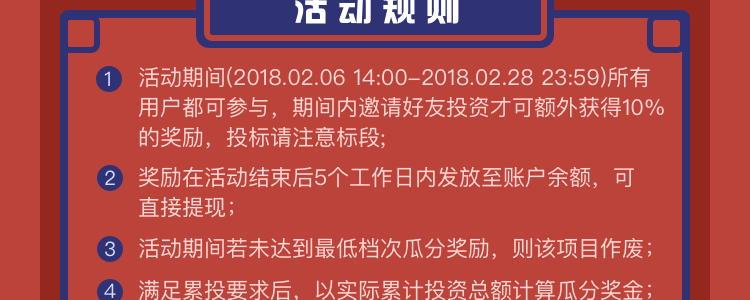 活动规则
1 活动期间(2018.02.06 14:00-2018.02.28 23:59)所有
用户都可参与，期间内邀请好友投资才可额外获得10%
的奖励，投标请注意标段;
2 奖励在活动结束后5个工作日内发放至账户余额，可
直接提现；
3 活动期间若未达到最低档次瓜分奖励，则该项目作废；
4 满足累投要求后，以实际累计投资总额计算瓜分奖金；